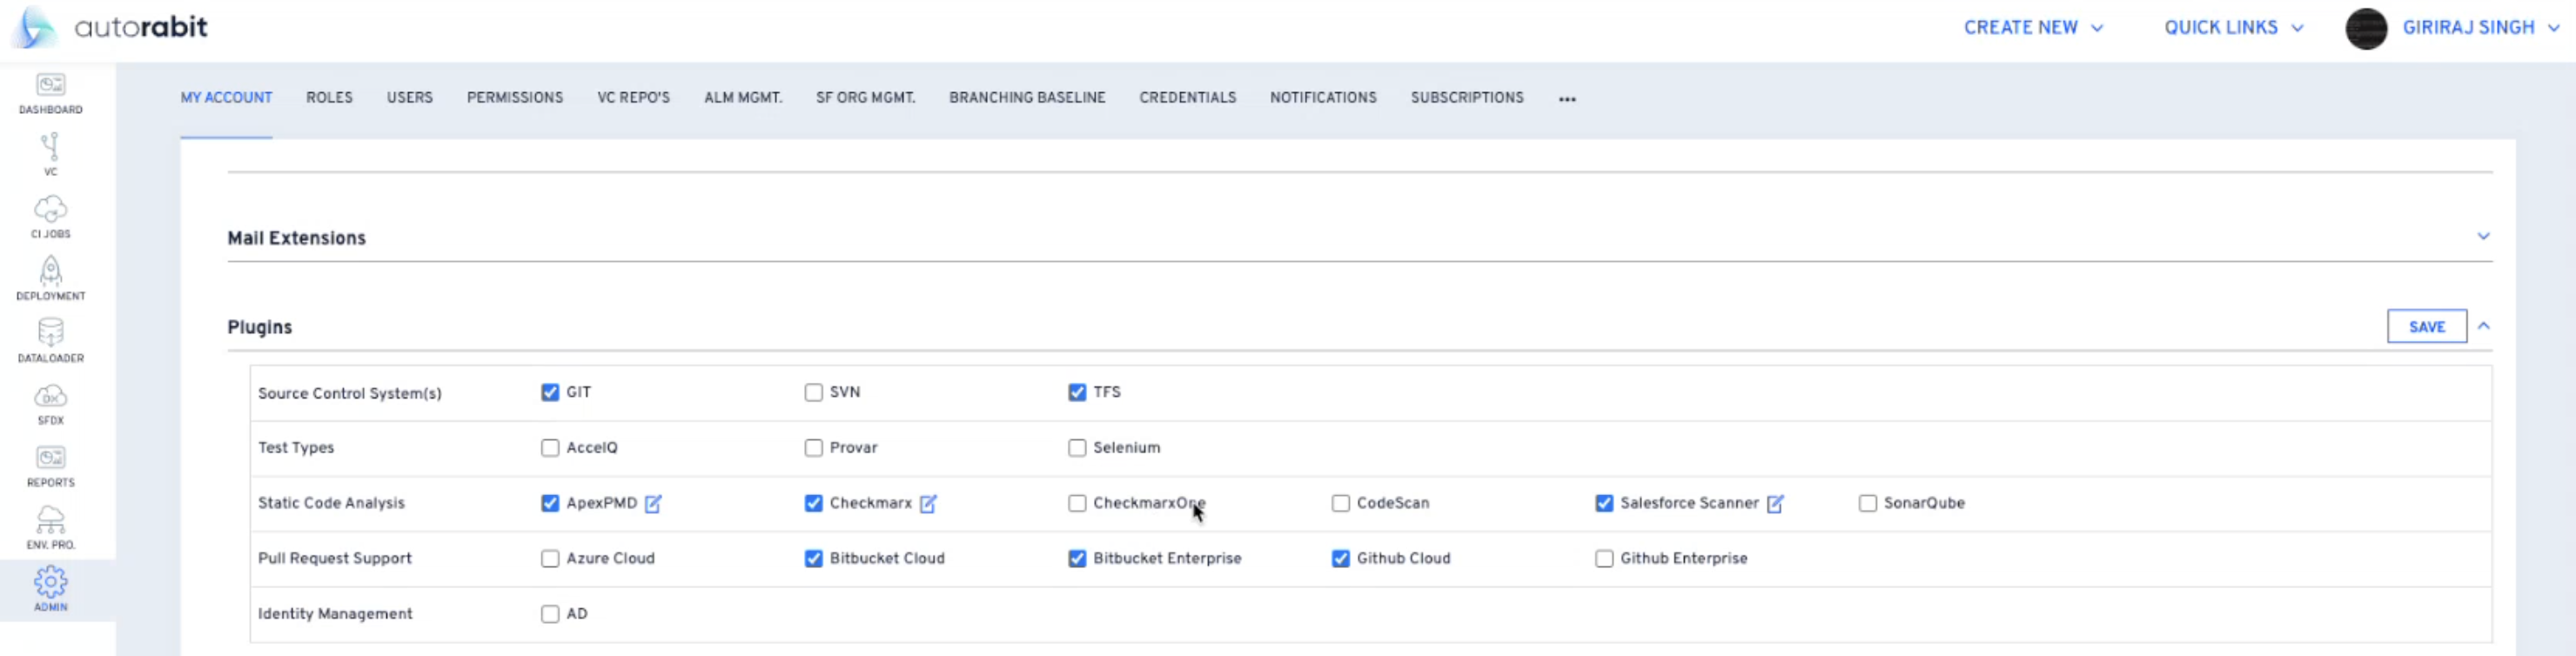 autorabit
CREATE NEW QUICK LINKS GIRIRAJ SINGH
MY ACCOUNT ROLES USERS PERMISSIONS VC REPO'S ALM MGMT. SF ORG MGMT. BRANCHING BASELINE CREDENTIALS NOTIFICATIONS SUBSCRIPTIONS •••
DASHBOARD
VC
CI JOBS
DEPLOYMENT
DATALOADER
DX
SFDX
REPORTS
ENV. PRO.
ADMIN
Mail Extensions
Plugins SAVE
Source Control System(s) GIT SVN TFS
Test Types AccelQ Provar Selenium
Static Code Analysis ApexPMD Checkmarx CheckmarxOne CodeScan Salesforce Scanner SonarQube
Pull Request Support Azure Cloud Bitbucket Cloud Bitbucket Enterprise Github Cloud Github Enterprise
Identity Management AD